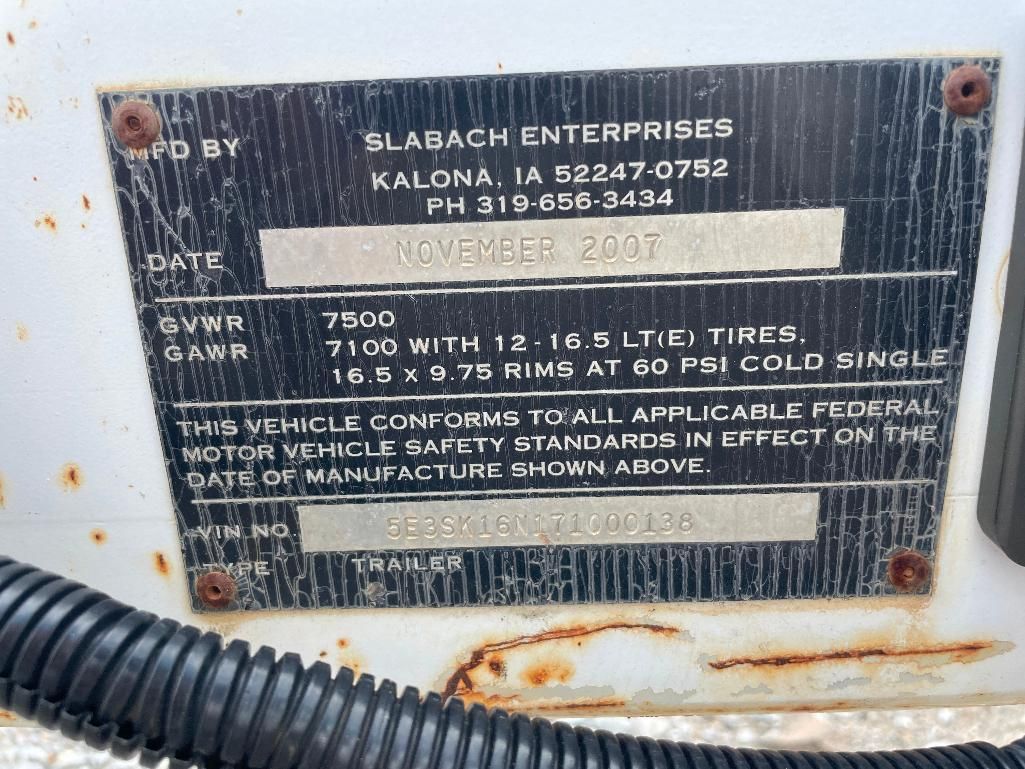 MFD BY SLABACH ENTERPRISES
KALONA, IA 52247-0752
PH 319-656-3434
DATE NOVEMBER 2007
GVWR 7500
GAWR 7100 WITH 12-16.5 LT(E) TIRES,
16.5 x 9.75 RIMS AT 60 PSI COLD SINGLE
THIS VEHICLE CONFORMS TO ALL APPLICABLE FEDERAL
MOTOR VEHICLE SAFETY STANDARDS IN EFFECT ON THE
DATE OF MANUFACTURE SHOWN ABOVE.
VIN NO 5E3SK16N171000138
TYPE TRAILER